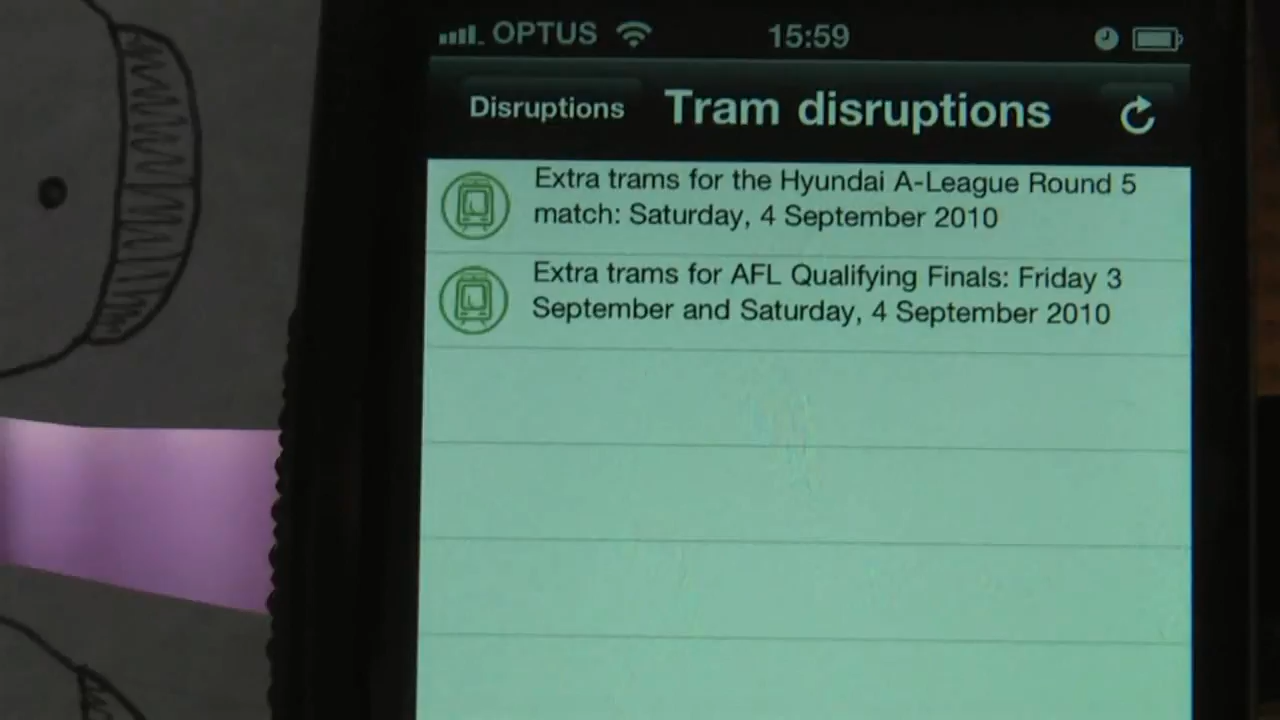 OPTUS 15:59
Disruptions Tram disruptions
Extra trams for the Hyundai A-League Round 5
match: Saturday, 4 September 2010
Extra trams for AFL Qualifying Finals: Friday 3
September and Saturday, 4 September 2010